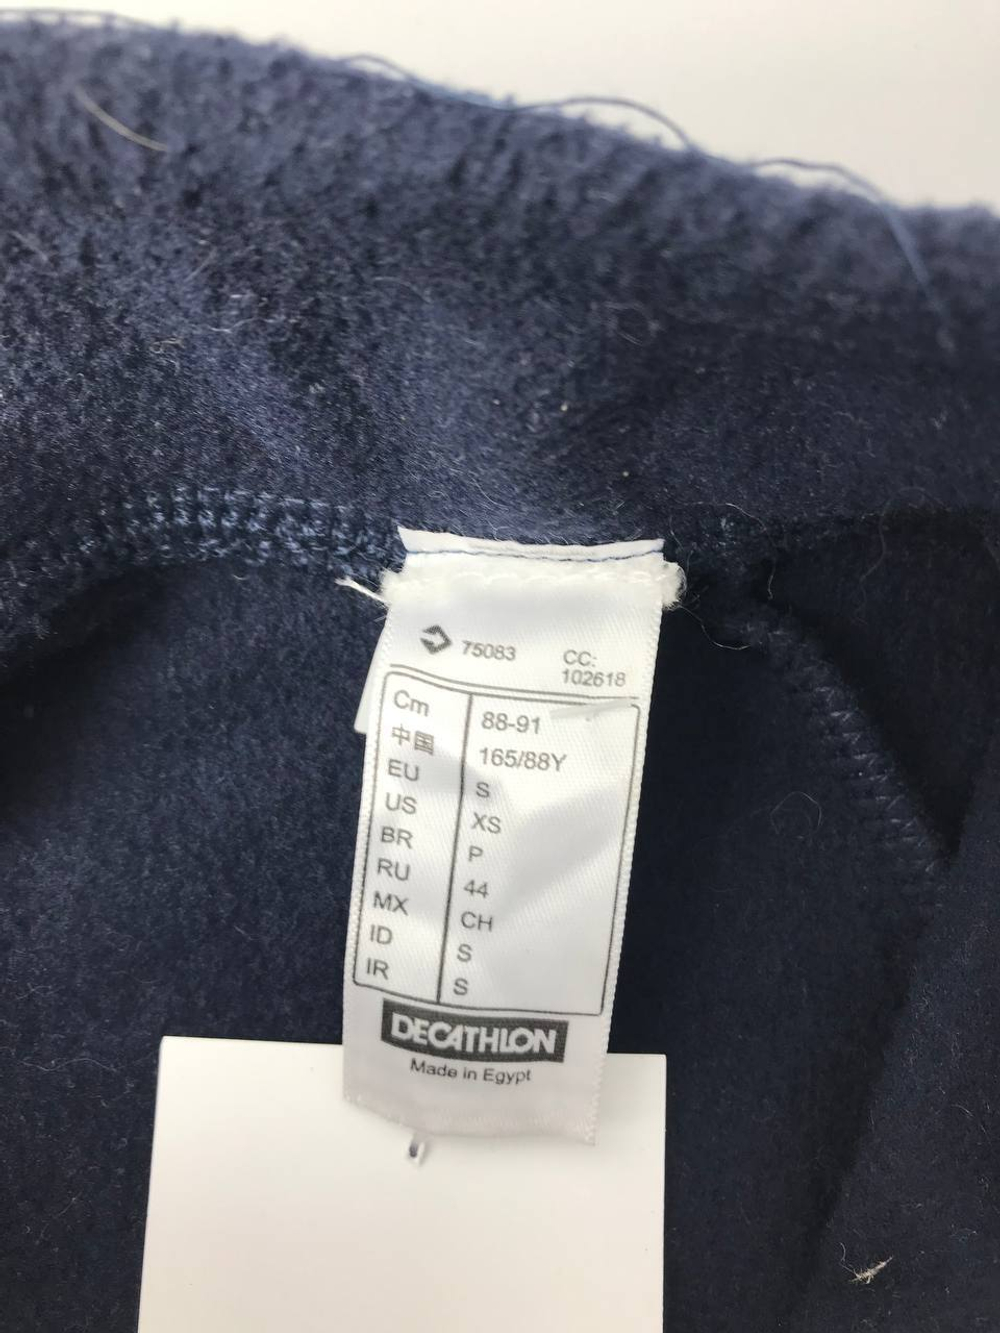 75083 CC:
102618
Cm 88-91
中国 165/88Y
EU S
US XS
BR P
RU 44
MX CH
ID S
IR S
DECATHLON
Made in Egypt